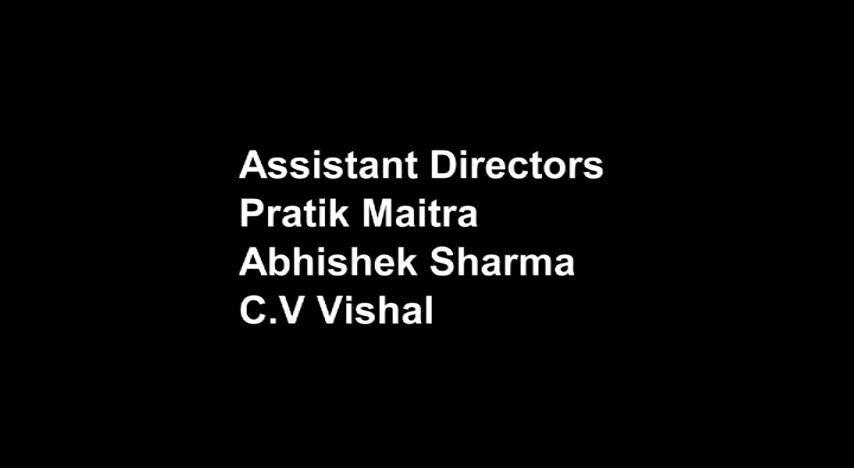 Assistant Directors
Pratik Maitra
Abhishek Sharma
C.V Vishal